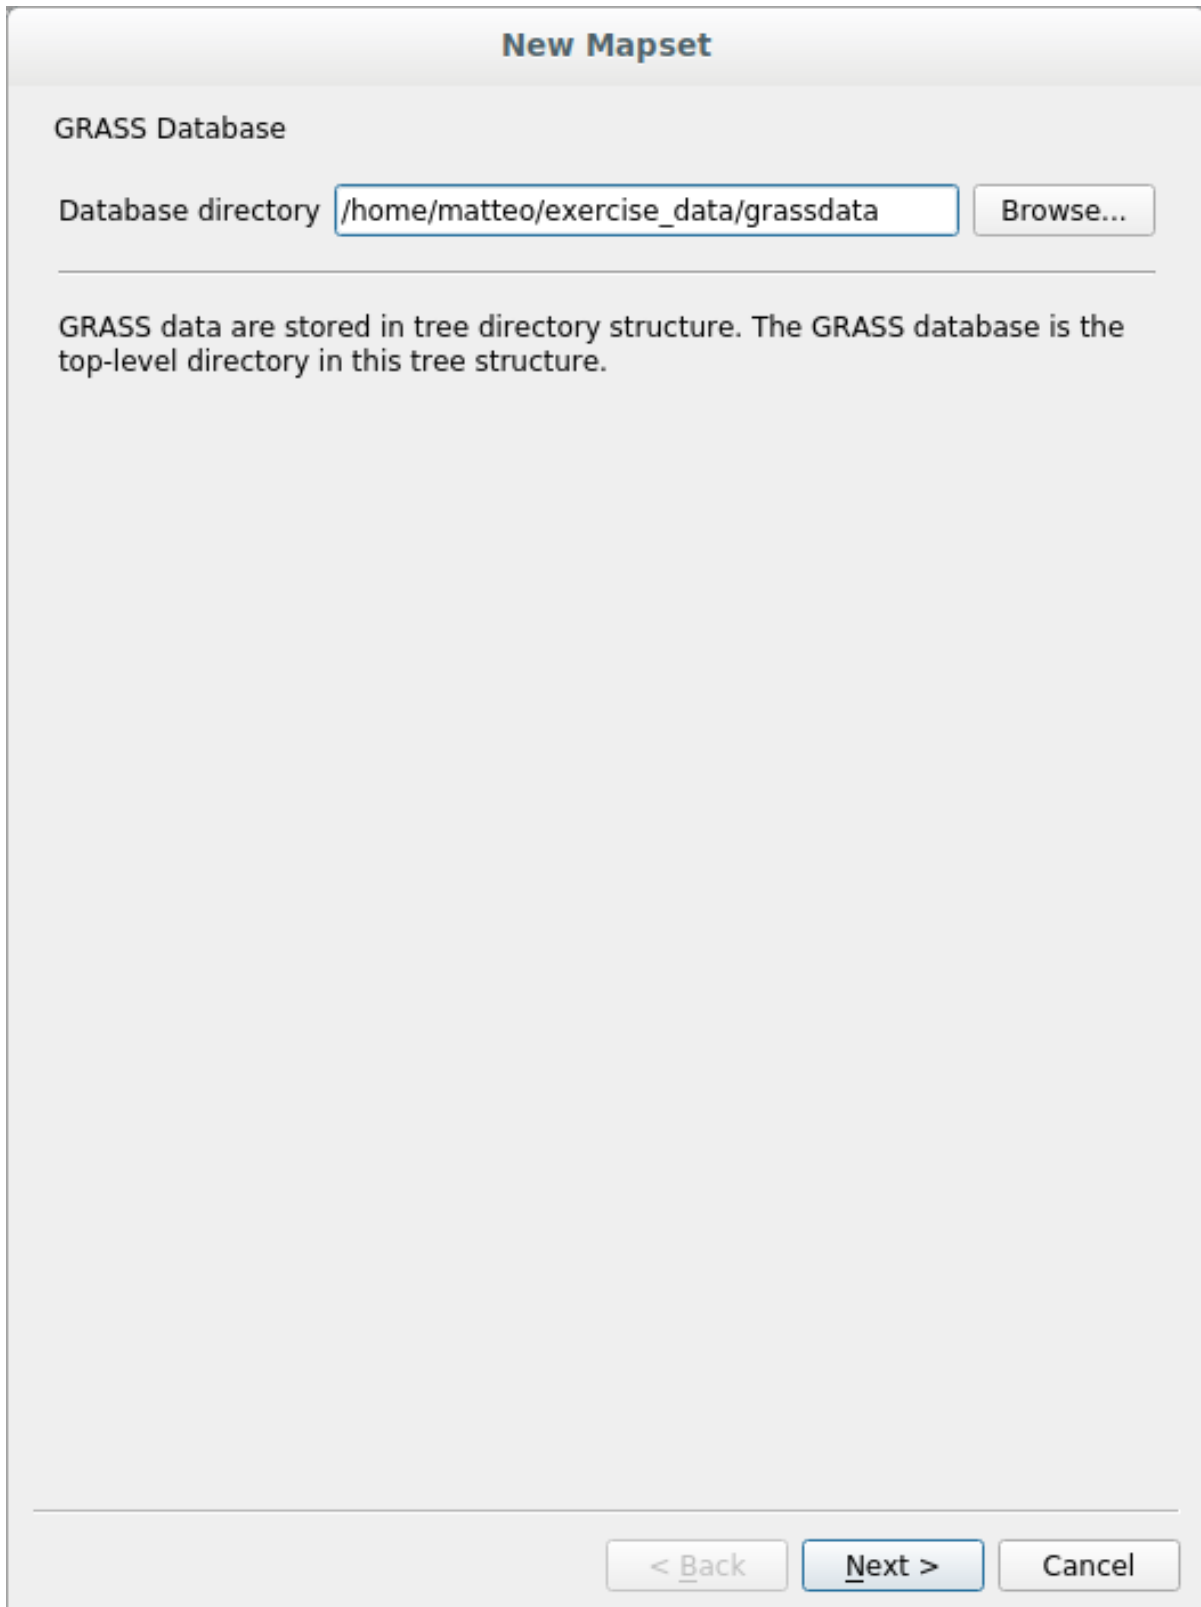 New Mapset
GRASS Database
Database directory /home/matteo/exercise_data/grassdata Browse...
GRASS data are stored in tree directory structure. The GRASS database is the
top-level directory in this tree structure.
< Back Next > Cancel